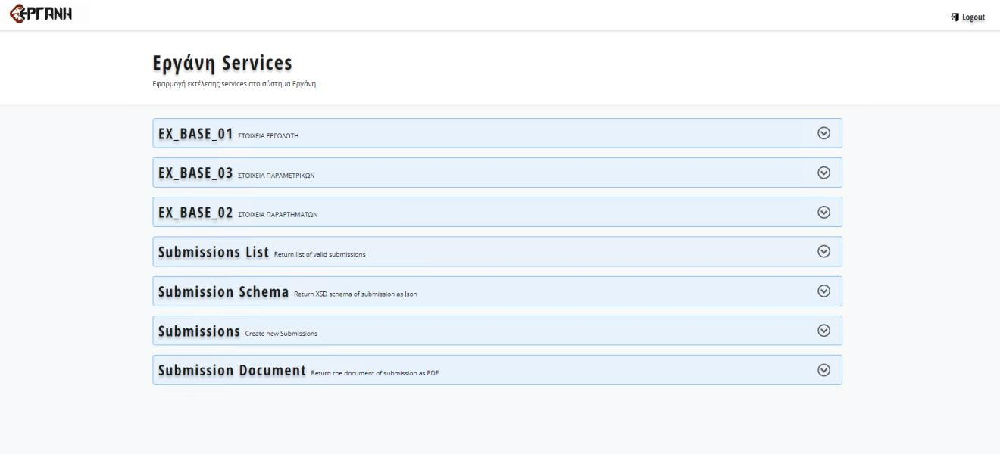 ΕΡΓΑΝΗ
Logout
Εργάνη Services
Εφαρμογή εκτέλεσης services στο σύστημα Εργάνη
EX_BASE_01 ΣΤΟΙΧΕΙΑ ΕΡΓΟΔΟΤΗ
EX_BASE_03 ΣΤΟΙΧΕΙΑ ΠΑΡΑΜΕΤΡΙΚΩΝ
EX_BASE_02 ΣΤΟΙΧΕΙΑ ΠΑΡΑΡΤΗΜΑΤΩΝ
Submissions List Return list of valid submissions
Submission Schema Return XSD schema of submission as Json
Submissions Create new Submissions
Submission Document Return the document of submission as PDF